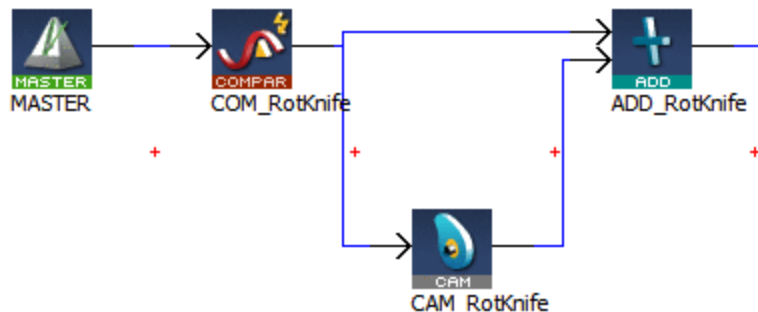 MASTER
COMPAR
ADD
MASTER
COM_RotKnife
ADD_RotKnife
CAM
CAM_RotKnife